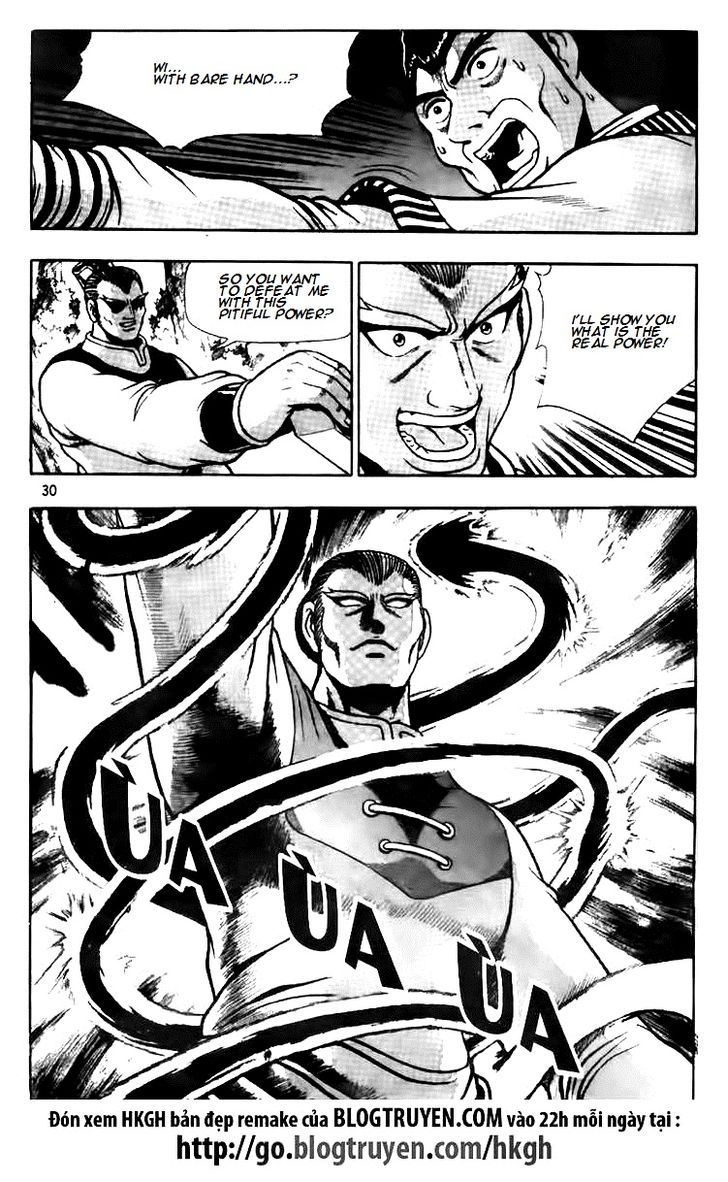 WI...
WITH BARE HAND...?
SO YOU WANT
TO DEFEAT ME
WITH THIS
PITIFUL POWER?
I'LL SHOW YOU
WHAT IS THE
REAL POWER!
30
ÙA
ÙA
ÙA
Đón xem HKGH bản đẹp remake của BLOGTRUYEN.COM vào 22h mỗi ngày tại :
http://go.blogtruyen.com/hkgh